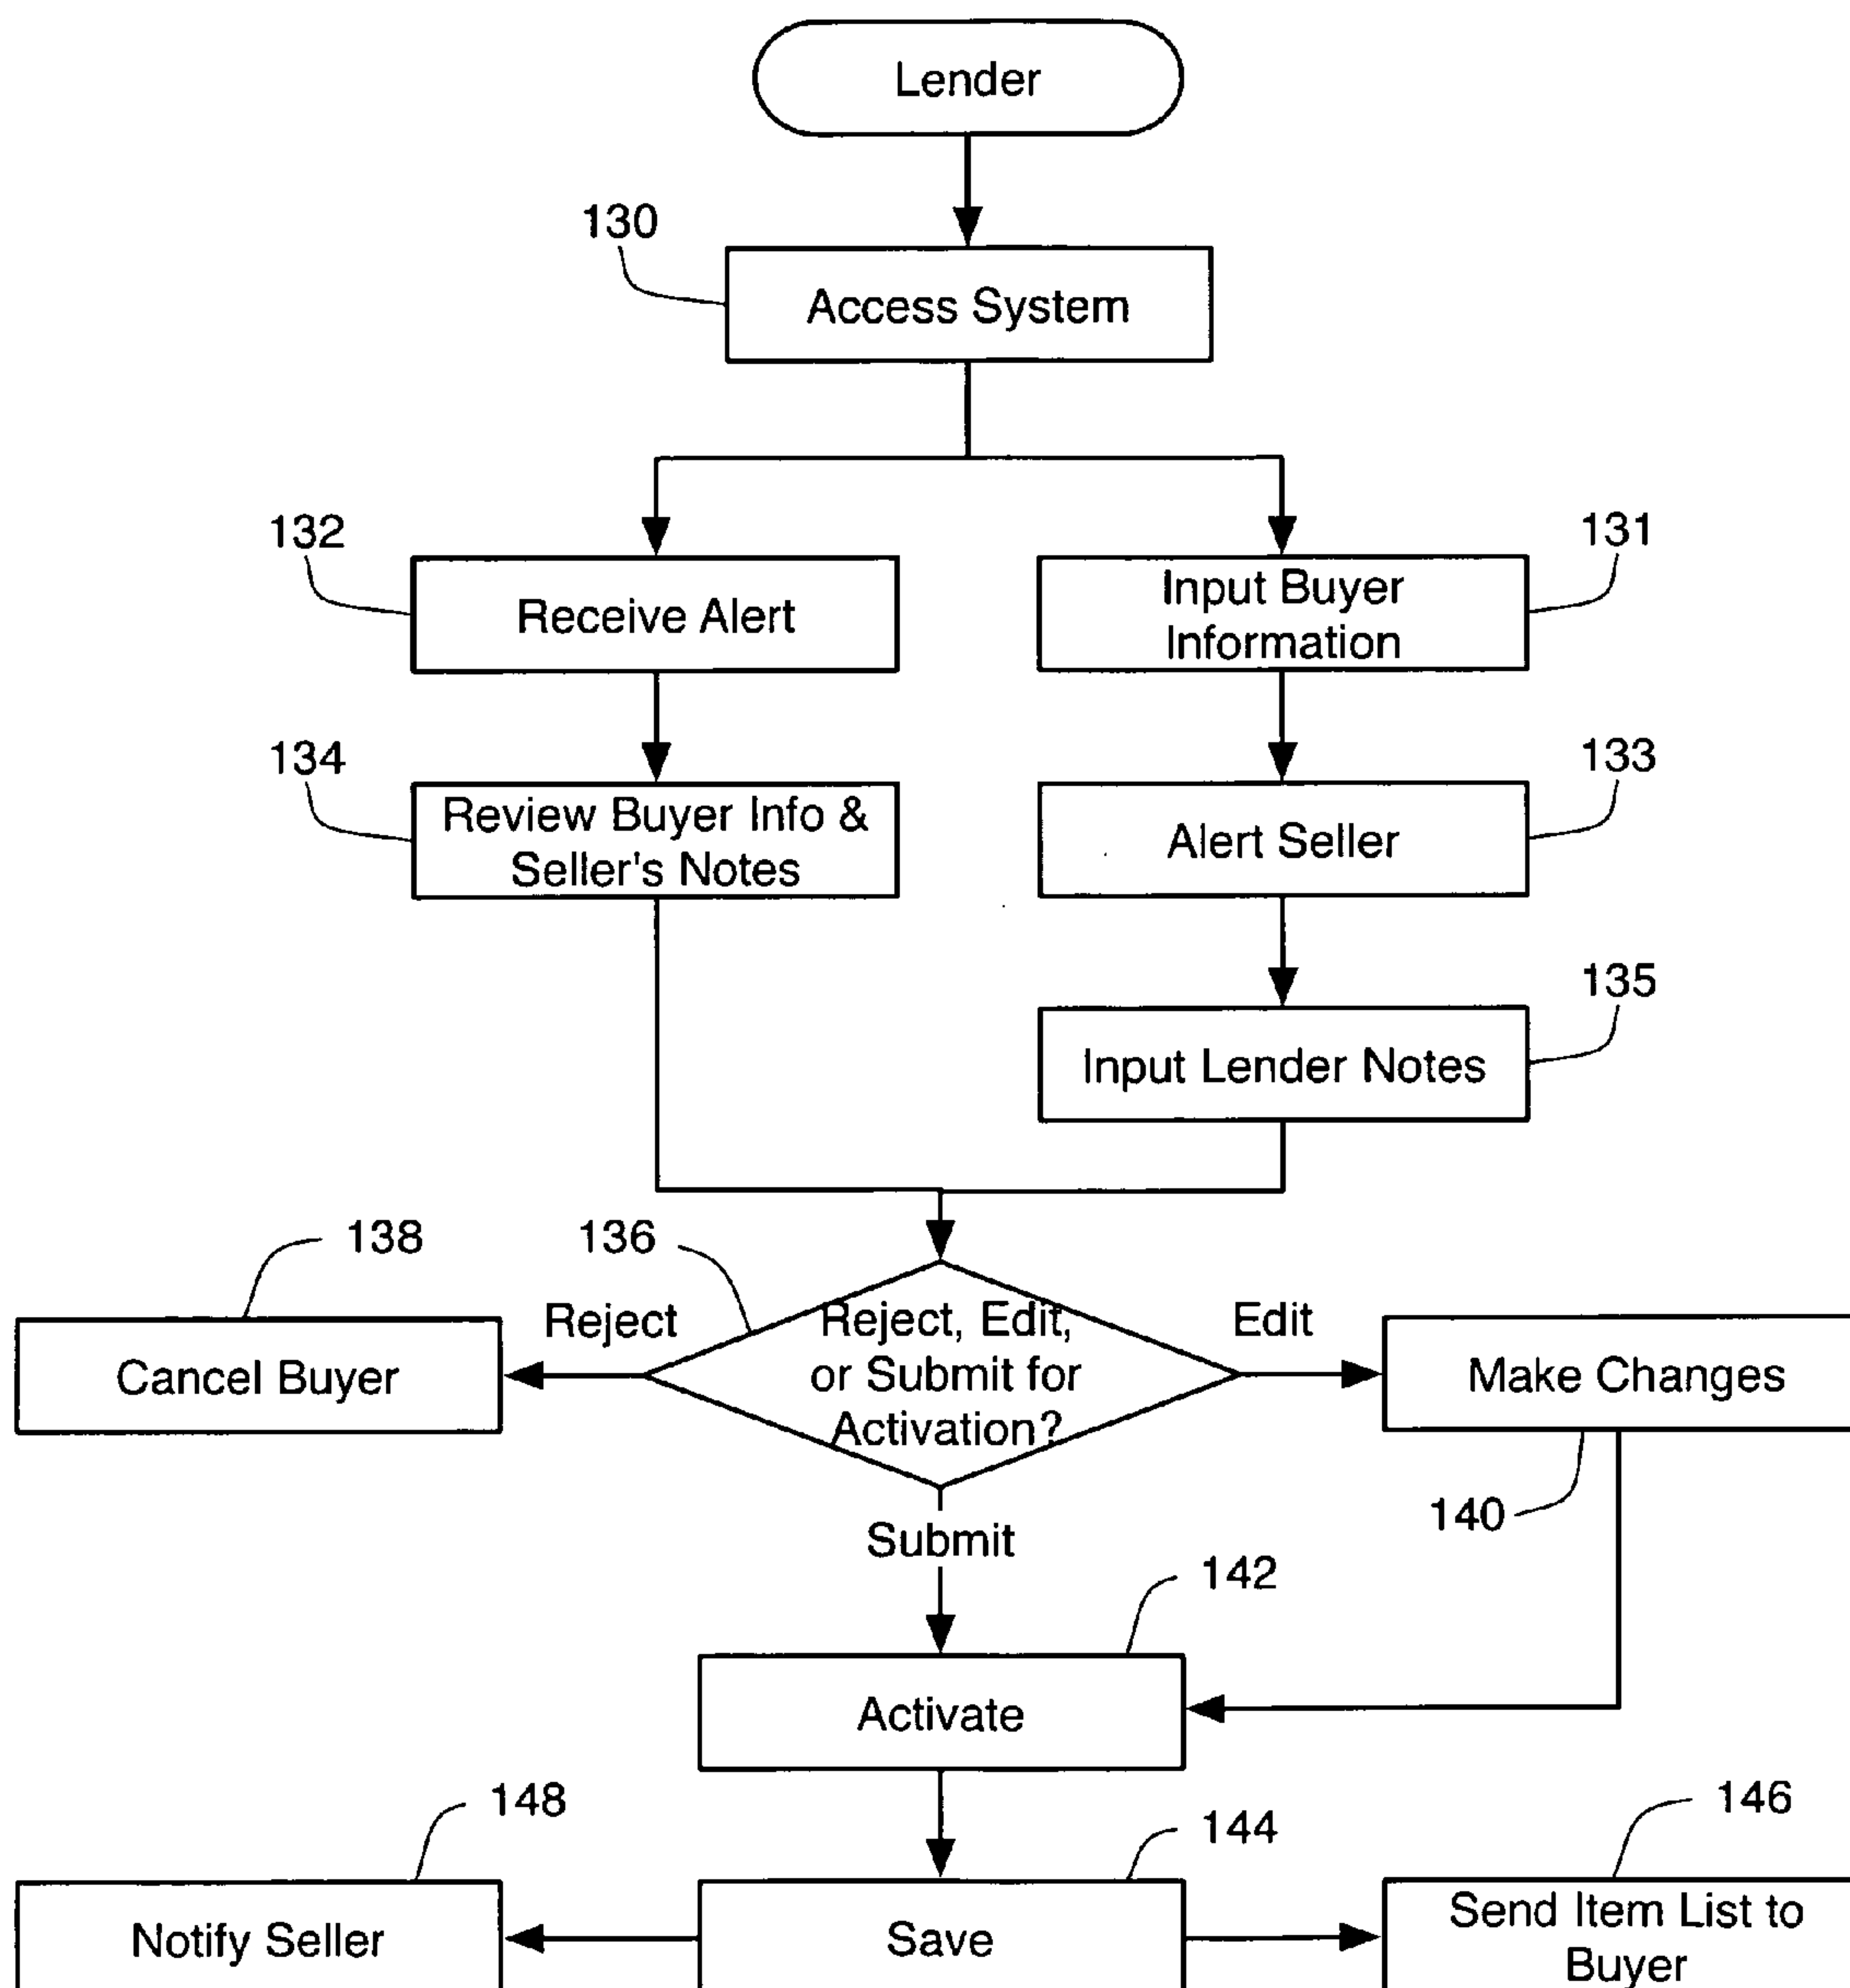 Lender
130
Access System
132
131
Receive Alert
Input Buyer
Information
134
133
Review Buyer Info &
Seller's Notes
Alert Seller
135
Input Lender Notes
138
136
Reject
Edit
Cancel Buyer
Reject, Edit,
or Submit for
Activation?
Make Changes
140
Submit
142
Activate
148
144
146
Notify Seller
Save
Send Item List to
Buyer